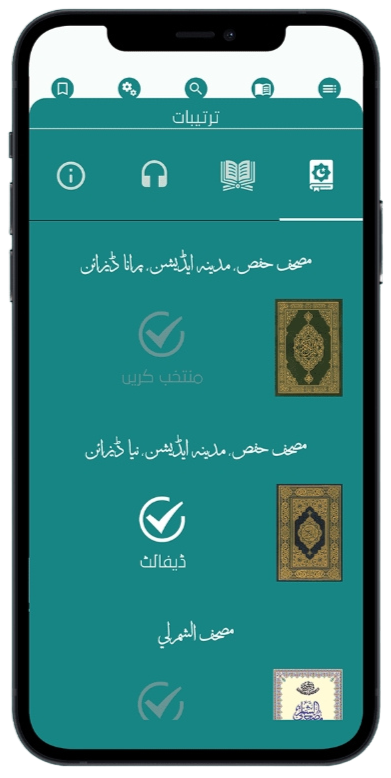 ترتیبات
مصحف حفص، مدینہ ایڈیشن، پرانا ڈیزائن
منتخب کریں
مصحف حفص، مدینہ ایڈیشن، نیا ڈیزائن
ڈیفالٹ
مصحف الشمرلي